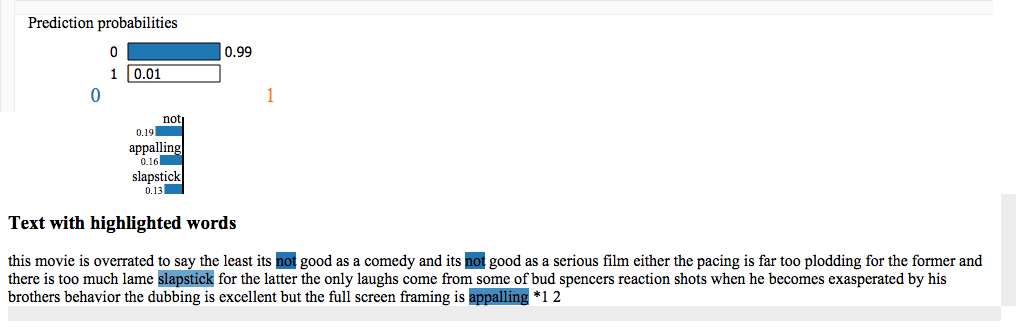 Prediction probabilities
0 0.99
1 0.01
0 1
not
0.19
appalling
0.16
slapstick
0.13
Text with highlighted words
this movie is overrated to say the least its not good as a comedy and its not good as a serious film either the pacing is far too plodding for the former and
there is too much lame slapstick for the latter the only laughs come from some of bud spencers reaction shots when he becomes exasperated by his
brothers behavior the dubbing is excellent but the full screen framing is appalling *1 2